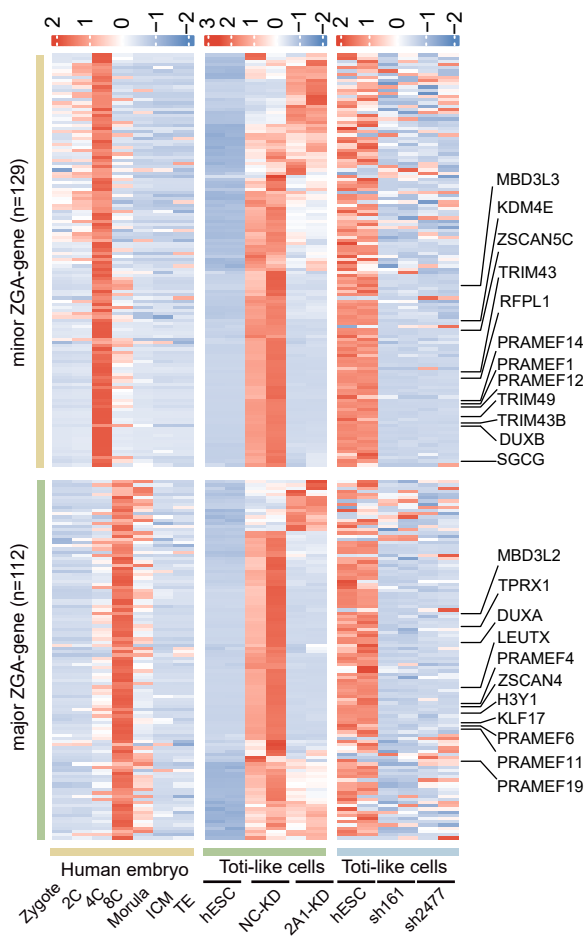 2 1 0 -1 -2
3 2 1 0 -1 -2
2 1 0 -1 -2
minor ZGA-gene (n=129)
MBD3L3
KDM4E
ZSCAN5C
TRIM43
RFPL1
PRAMEF14
PRAMEF1
PRAMEF12
TRIM49
TRIM43B
DUXB
SGCG
major ZGA-gene (n=112)
MBD3L2
TPRX1
DUXA
LEUTX
PRAMEF4
ZSCAN4
H3Y1
KLF17
PRAMEF6
PRAMEF11
PRAMEF19
Human embryo
Toti-like cells
Toti-like cells
Zygote
2C
4C
8C
Morula
ICM
TE
hESC
NC-KD
2A1-KD
hESC
sh161
sh2477